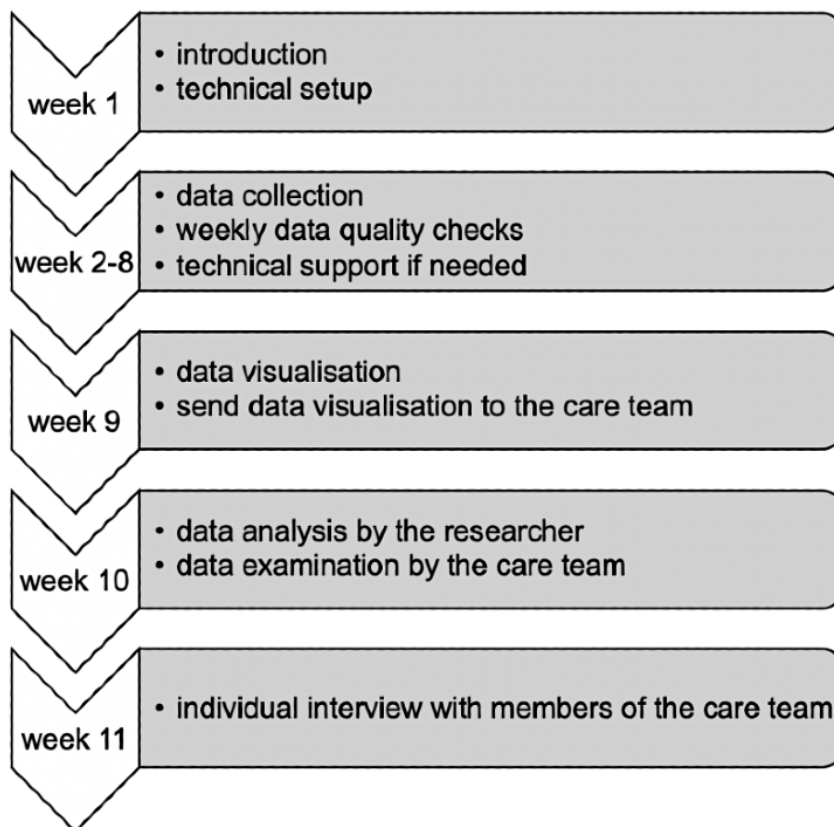 week 1
• introduction
• technical setup
week 2-8
• data collection
• weekly data quality checks
• technical support if needed
week 9
• data visualisation
• send data visualisation to the care team
week 10
• data analysis by the researcher
• data examination by the care team
week 11
• individual interview with members of the care team